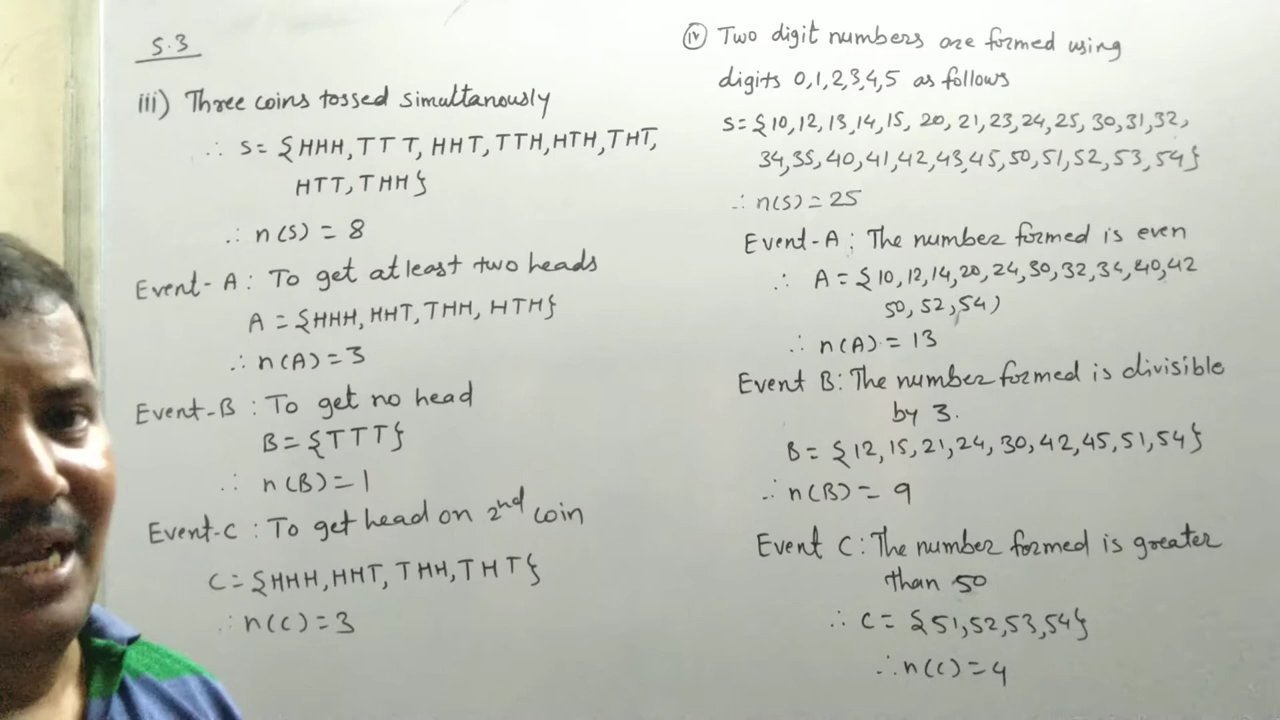 5.3
iii) Three coins tossed simultanously
∴ S = {HHH, TTT, HHT, TTH, HTH, THT,
HTT, THH}
∴ n(S) = 8
Event-A : To get atleast two heads
A = {HHH, HHT, THH, HTH}
∴ n(A) = 3
Event-B : To get no head
B = {TTT}
∴ n(B) = 1
Event-C : To get head on 2nd coin
C = {HHH, HHT, THH, THT}
∴ n(C) = 3
iv) Two digit numbers are formed using
digits 0,1,2,3,4,5 as follows
S = {10, 12, 13, 14, 15, 20, 21, 23, 24, 25, 30, 31, 32,
34, 35, 40, 41, 42, 43, 45, 50, 51, 52, 53, 54}
∴ n(S) = 25
Event-A : The number formed is even
∴ A = {10, 12, 14, 20, 24, 30, 32, 34, 40, 42
50, 52, 54)
∴ n(A) = 13
Event B : The number formed is divisible
by 3.
B = {12, 15, 21, 24, 30, 42, 45, 51, 54}
∴ n(B) = 9
Event C : The number formed is greater
than 50
∴ C = {51, 52, 53, 54}
∴ n(C) = 4